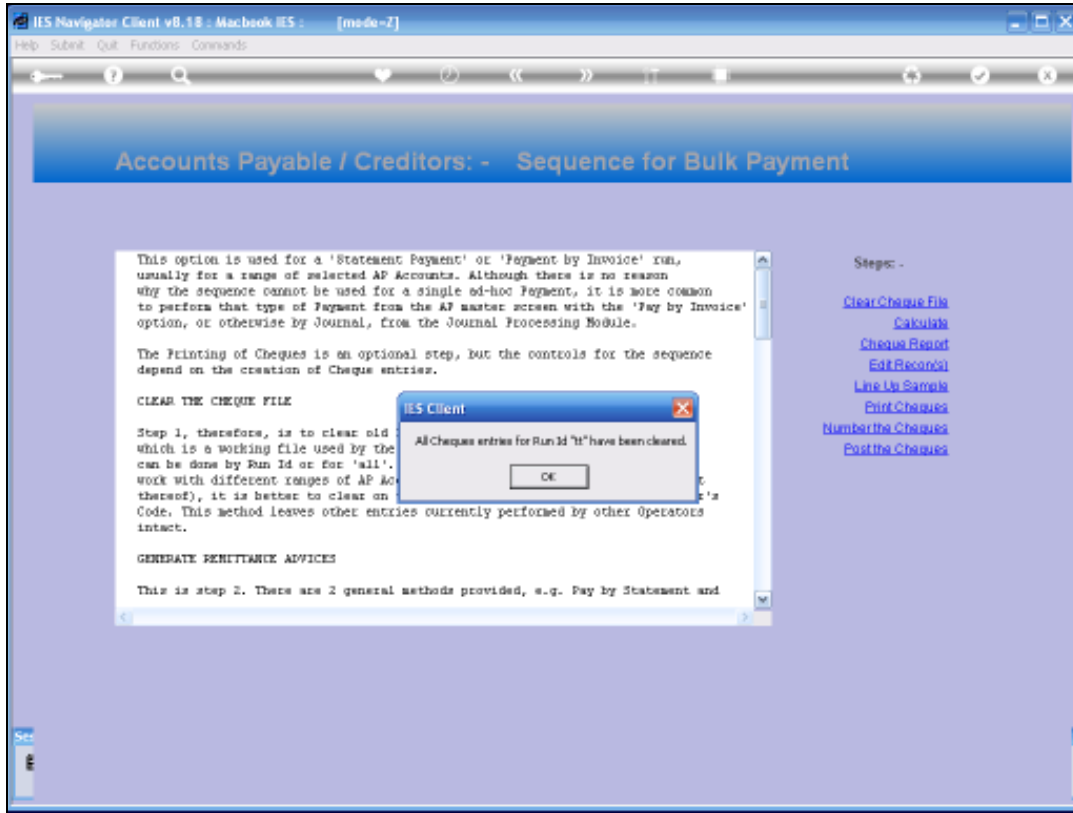 IES Navigator Client v8.18 : Macbook IES : [mode=Z]
Help Submit Quit Functions Commands
Accounts Payable / Creditors: - Sequence for Bulk Payment
This option is used for a 'Statement Payment' or 'Payment by Invoice' run,
usually for a range of selected AP Accounts. Although there is no reason
why the sequence cannot be used for a single ad-hoc Payment, it is more common
to perform that type of Payment from the AP master screen with the 'Pay by Invoice'
option, or otherwise by Journal, from the Journal Processing Module.
The Printing of Cheques is an optional step, but the controls for the sequence
depend on the creation of Cheque entries.
CLEAR THE CHEQUE FILE
Step 1, therefore, is to clear old
which is a working file used by the
can be done by Run Id or for 'all'.
work with different ranges of AP
thereof), it is better to clear on
Code. This method leaves other entries currently performed by other Operators
intact.
GENERATE REMITTANCE ADVICES
This is step 2. There are 2 general methods provided, e.g. Pay by Statement and
IES Client
All Cheques entries for Run Id "tt" have been cleared.
OK
Steps: -
Clear Cheque File
Calculate
Cheque Report
Edit Recon(s)
Line Up Sample
Print Cheques
Number the Cheques
Post the Cheques